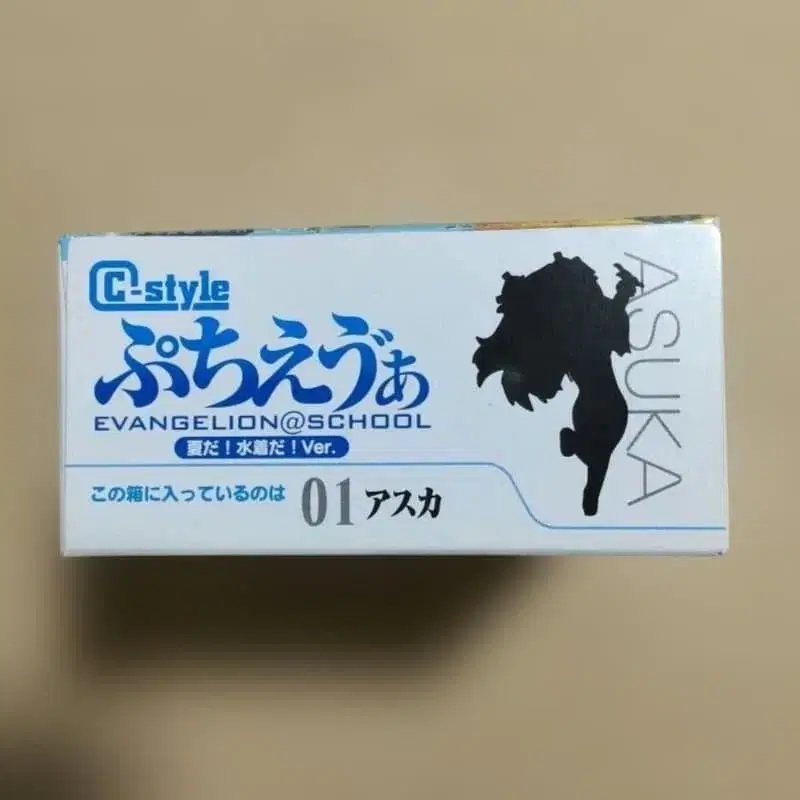 C-style
ぷちえゔぁ
EVANGELION@SCHOOL
夏だ!水着だ!Ver.
この箱に入っているのは 01 アスカ
ASUKA